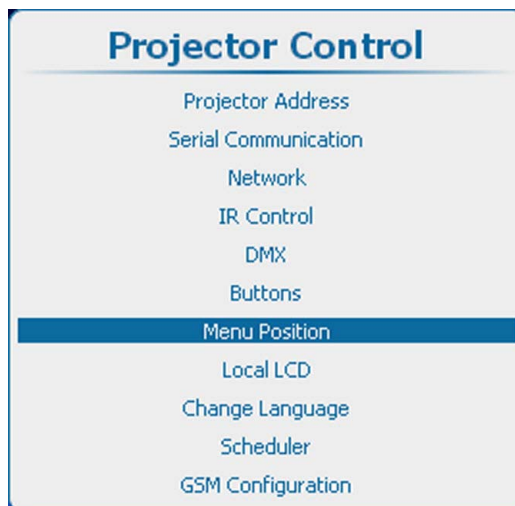 Projector Control
Projector Address
Serial Communication
Network
IR Control
DMX
Buttons
Menu Position
Local LCD
Change Language
Scheduler
GSM Configuration